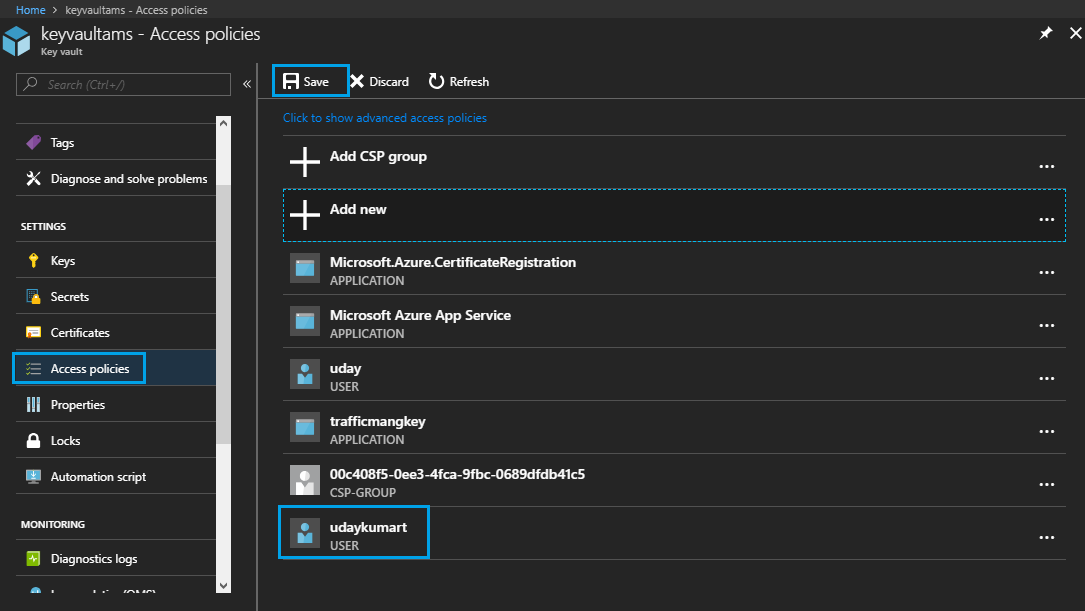 Home > keyvaultams - Access policies
keyvaultams - Access policies
Key vault
Search (Ctrl+/)
«
Tags
Diagnose and solve problems
SETTINGS
Keys
Secrets
Certificates
Access policies
Properties
Locks
Automation script
MONITORING
Diagnostics logs
Save Discard Refresh
Click to show advanced access policies
Add CSP group
...
Add new
...
Microsoft.Azure.CertificateRegistration
APPLICATION
...
Microsoft Azure App Service
APPLICATION
...
uday
USER
...
trafficmangkey
APPLICATION
...
00c408f5-0ee3-4fca-9fbc-0689dfdb41c5
CSP-GROUP
...
udaykumart
USER
...